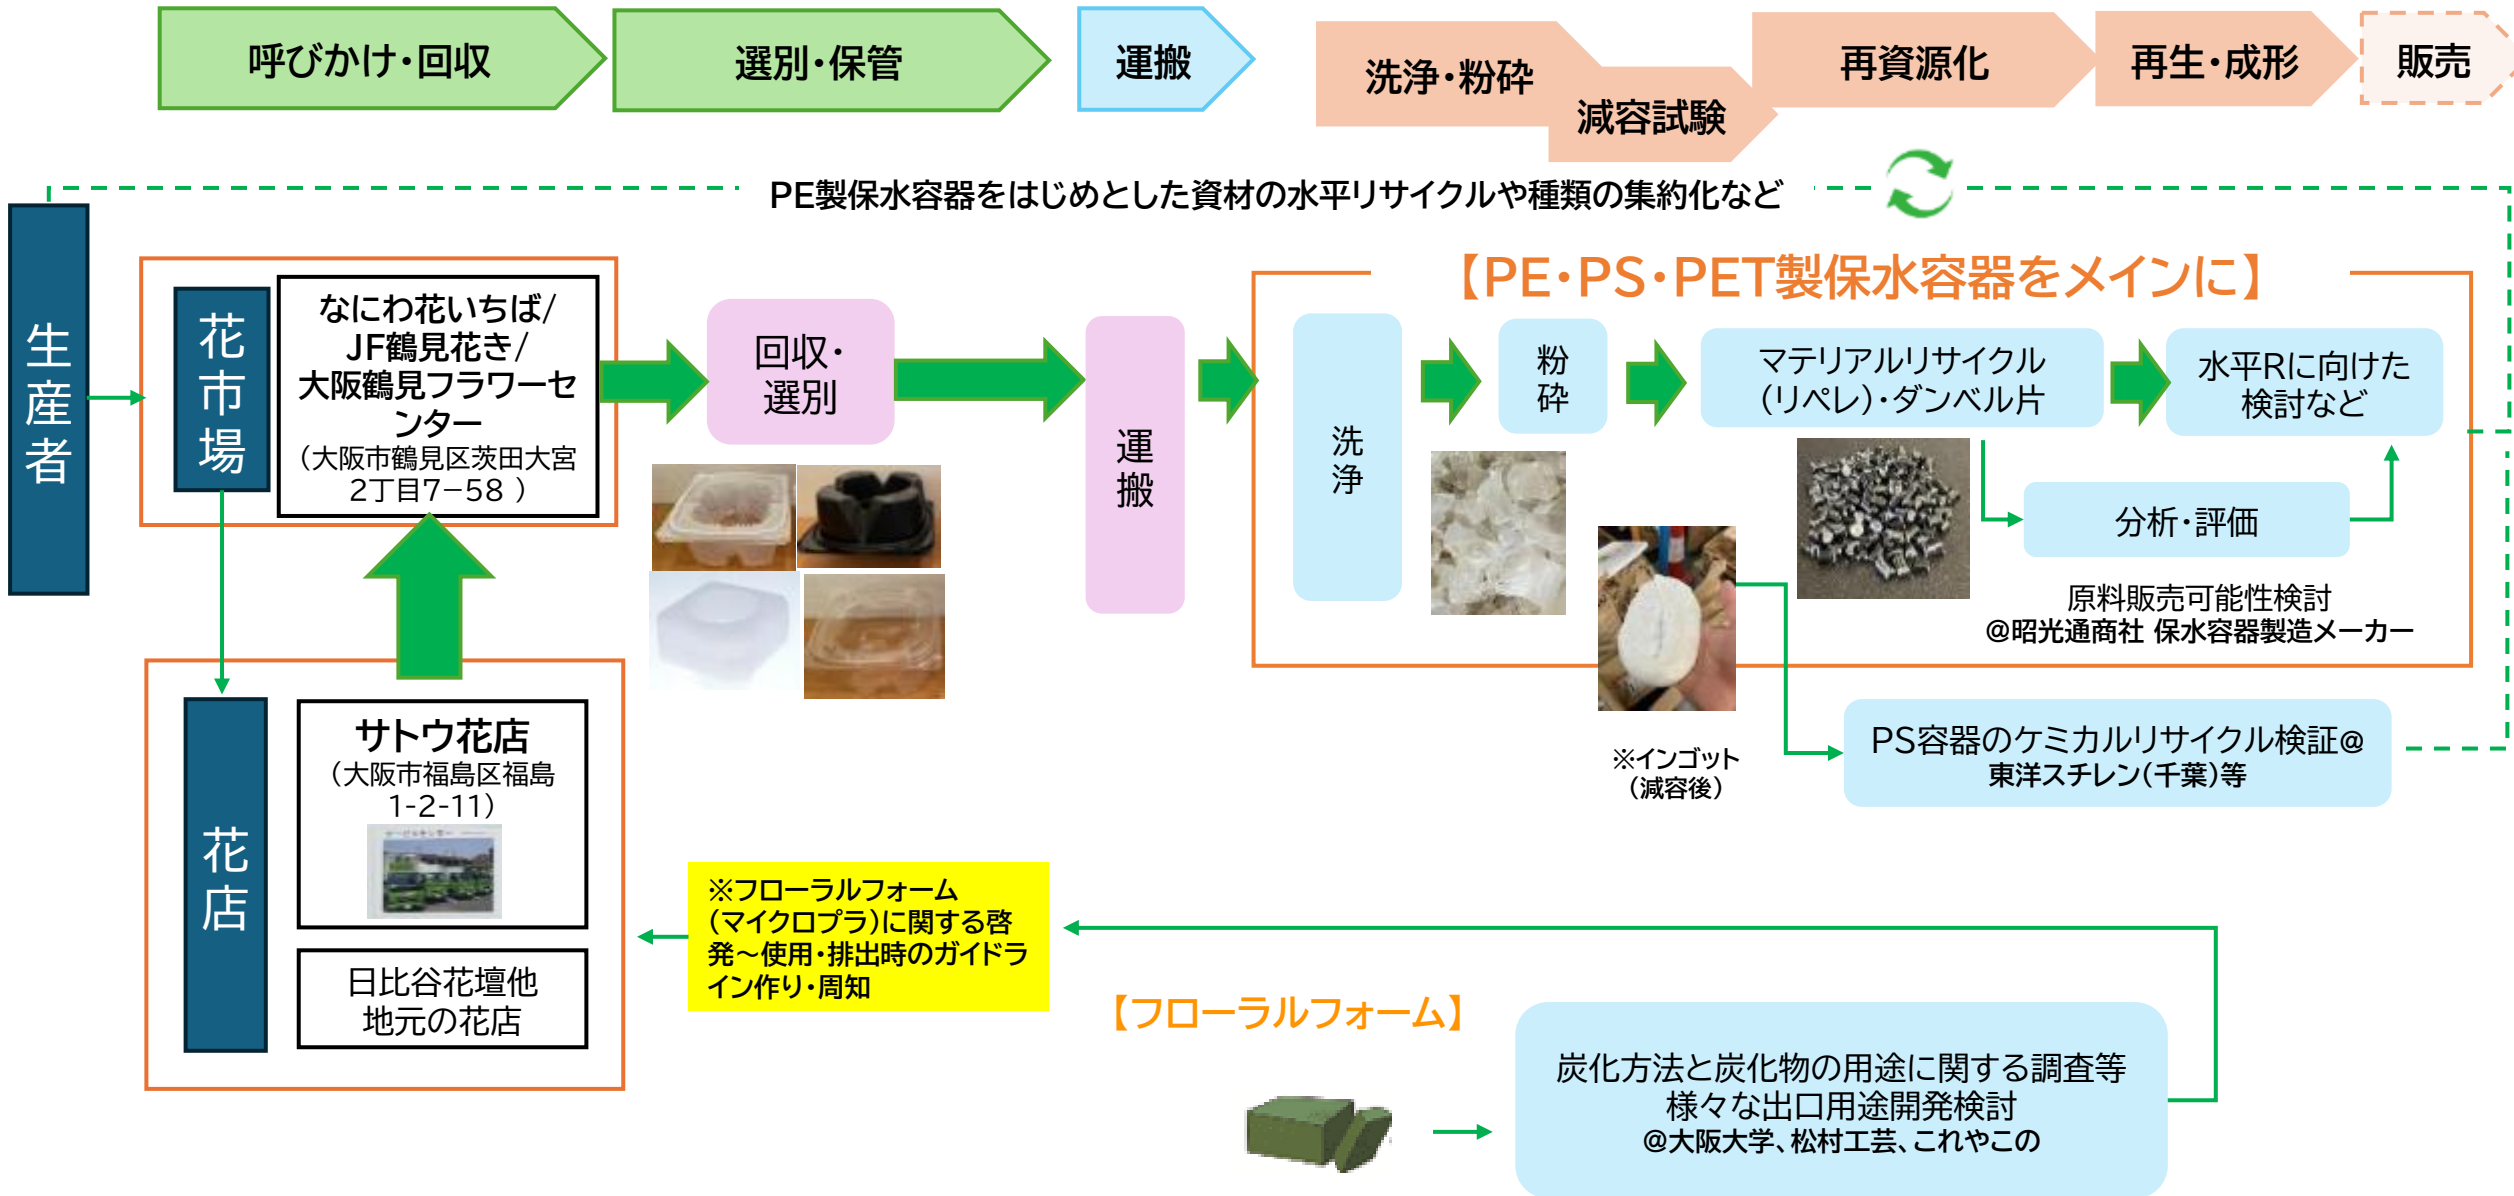 呼びかけ・回収
選別・保管
運搬
洗浄・粉砕
減容試験
再資源化
再生・成形
販売
PE製保水容器をはじめとした資材の水平リサイクルや種類の集約化など
生産者
花市場
なにわ花いちば/
JF鶴見花き/
大阪鶴見フラワーセ
ンター
（大阪市鶴見区茨田大宮
2丁目7−58 ）
回収・
選別
運搬
【PE・PS・PET製保水容器をメインに】
洗浄
粉砕
マテリアルリサイクル
（リペレ）・ダンベル片
水平Rに向けた
検討など
分析・評価
原料販売可能性検討
@昭光通商社 保水容器製造メーカー
※インゴット
（減容後）
PS容器のケミカルリサイクル検証@
東洋スチレン（千葉）等
花店
サトウ花店
（大阪市福島区福島
1-2-11）
日比谷花壇他
地元の花店
※フローラルフォーム
（マイクロプラ）に関する啓
発～使用・排出時のガイドラ
イン作り・周知
【フローラルフォーム】
炭化方法と炭化物の用途に関する調査等
様々な出口用途開発検討
@大阪大学、松村工芸、これやこの